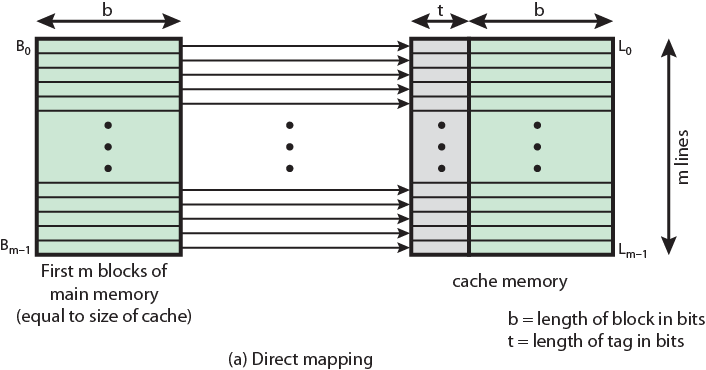 b
t
b
B0
L0
m lines
Bm–1
Lm–1
First m blocks of
main memory
(equal to size of cache)
cache memory
b = length of block in bits
t = length of tag in bits
(a) Direct mapping